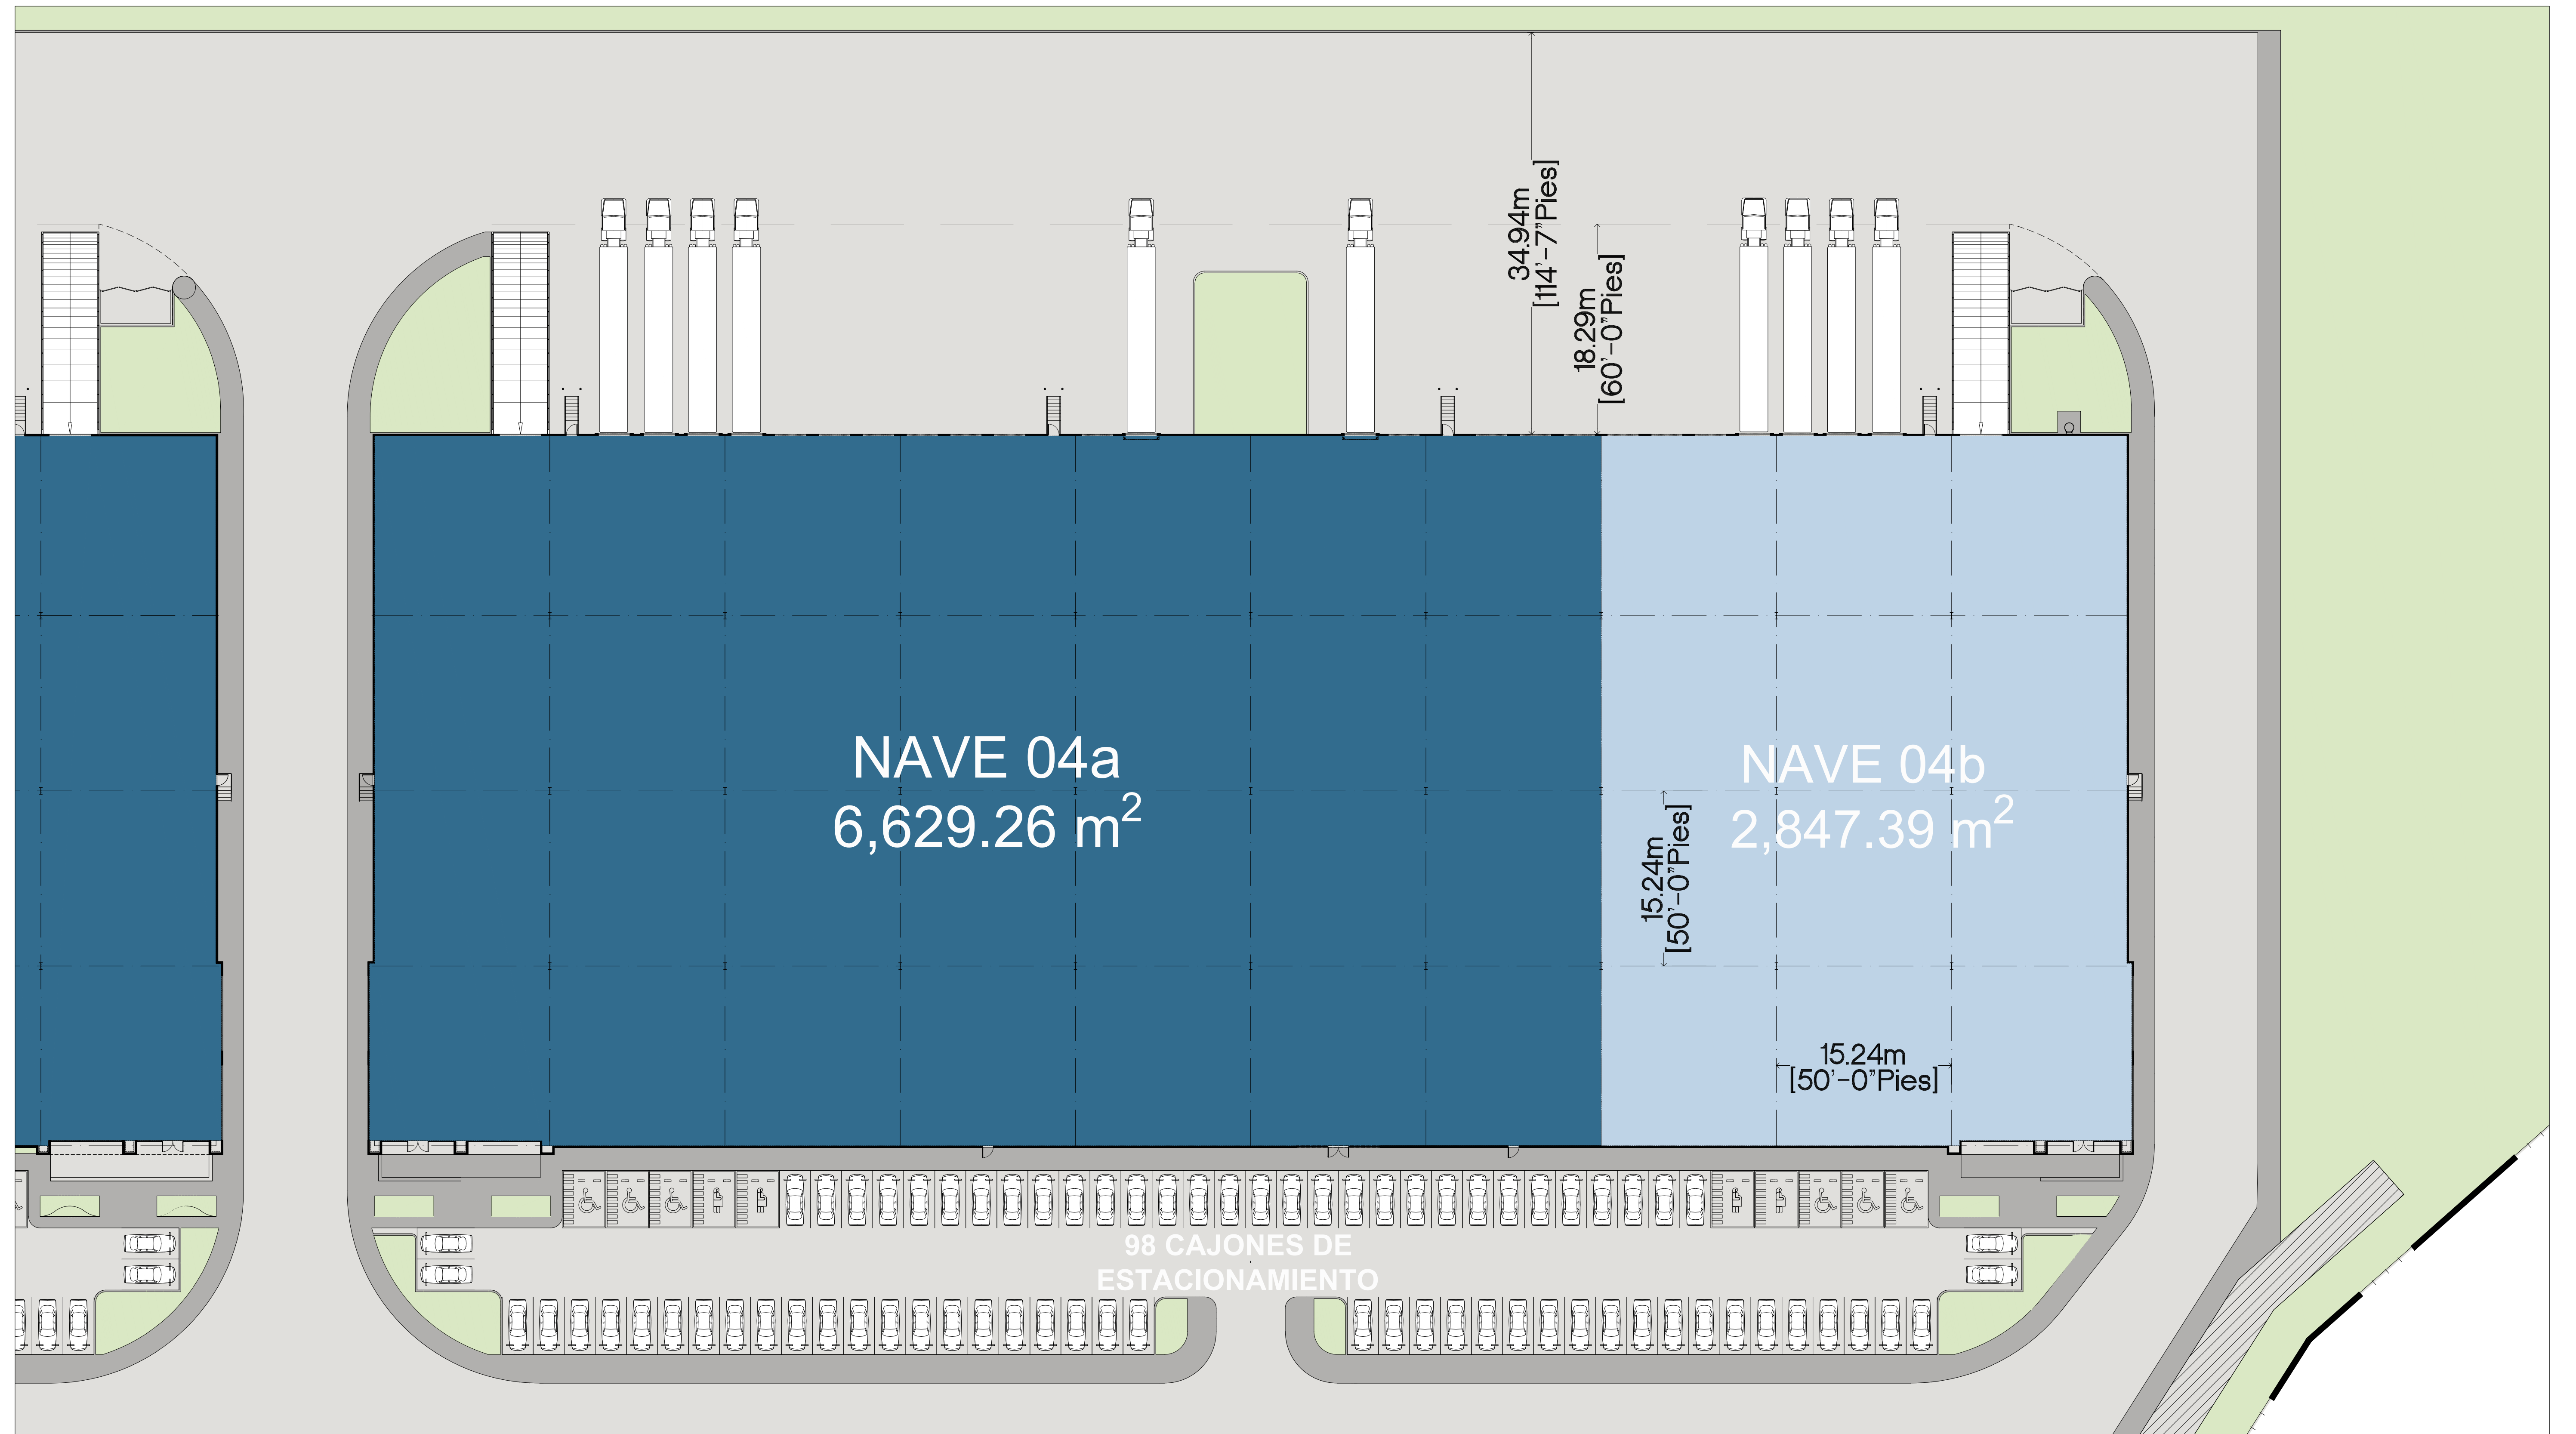 34.94m
[114'-7"Pies]
18.29m
[60'-0"Pies]
NAVE 04a
6,629.26 m²
NAVE 04b
2,847.39 m²
15.24m
[50'-0"Pies]
15.24m
[50'-0"Pies]
98 CAJONES DE
ESTACIONAMIENTO